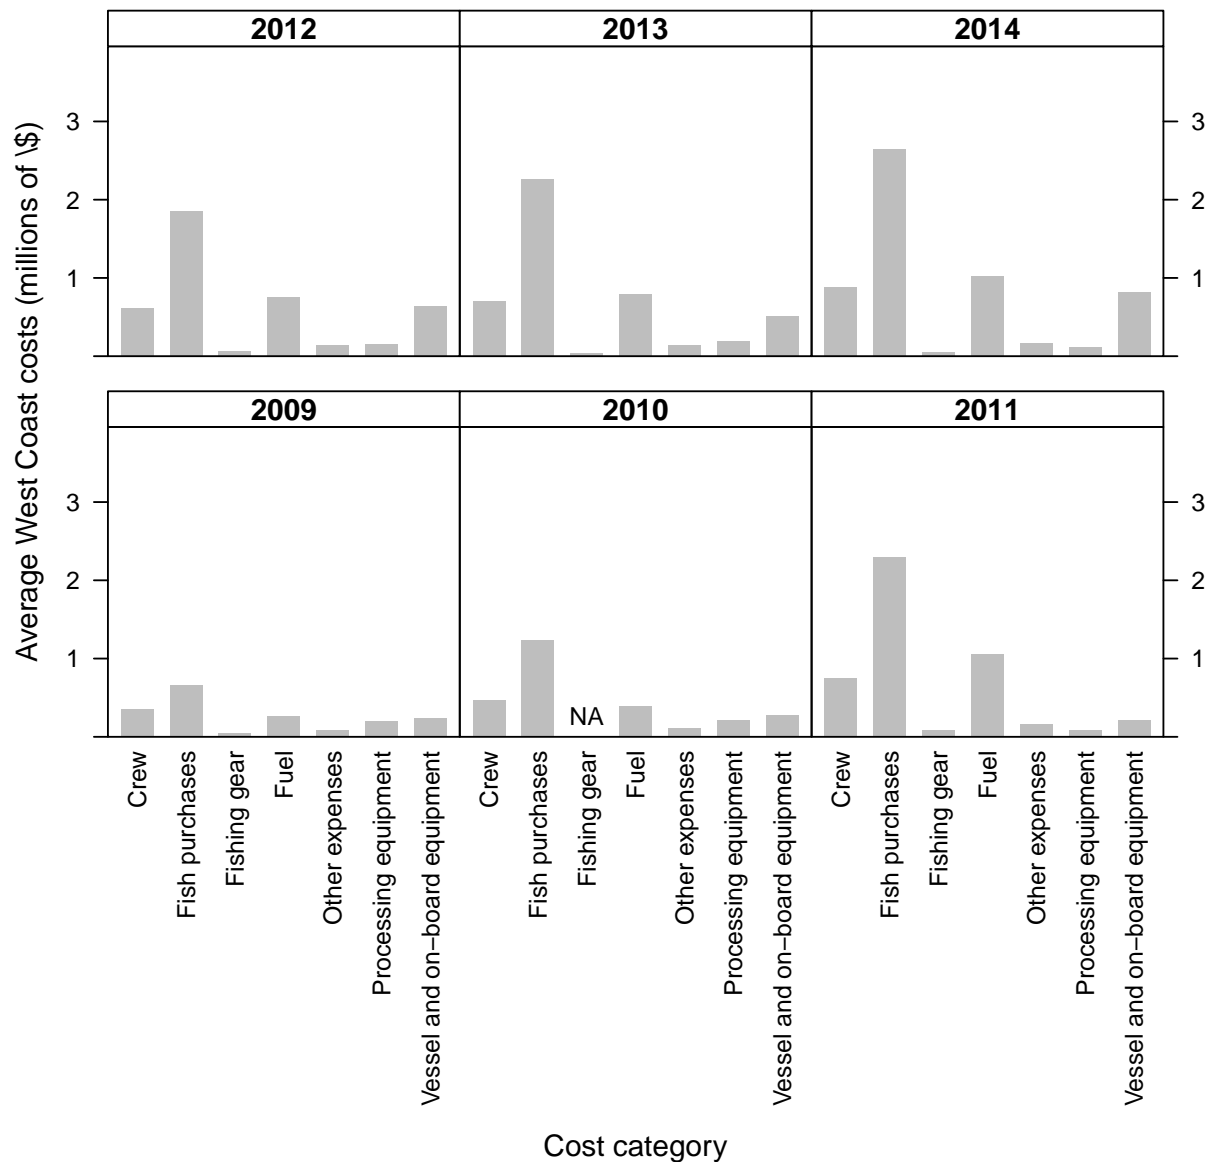 2012 2013 2014
3 3
2 2
1 1
Average West Coast costs (millions of \$)
2009 2010 2011
3 3
2 2
1 1
NA
Crew
Fish purchases
Fishing gear
Fuel
Other expenses
Processing equipment
Vessel and on−board equipment
Crew
Fish purchases
Fishing gear
Fuel
Other expenses
Processing equipment
Vessel and on−board equipment
Crew
Fish purchases
Fishing gear
Fuel
Other expenses
Processing equipment
Vessel and on−board equipment
Cost category